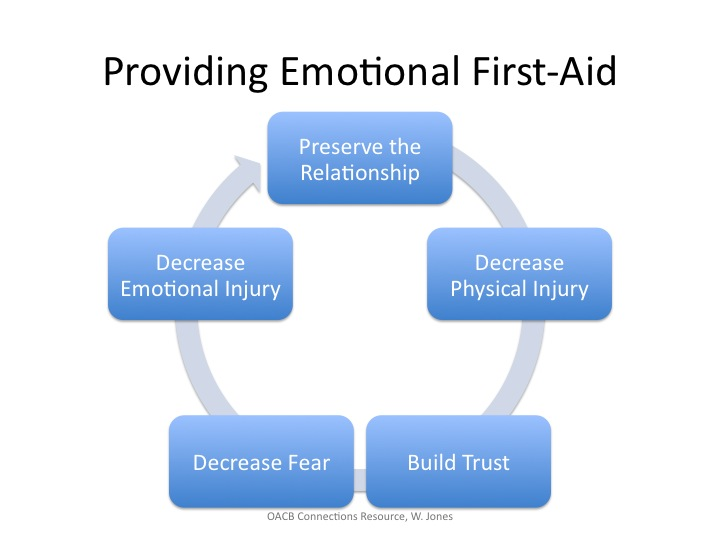 Providing Emotional First-Aid
Preserve the
Relationship
Decrease
Physical Injury
Build Trust
Decrease Fear
Decrease
Emotional Injury
OACB Connections Resource, W. Jones